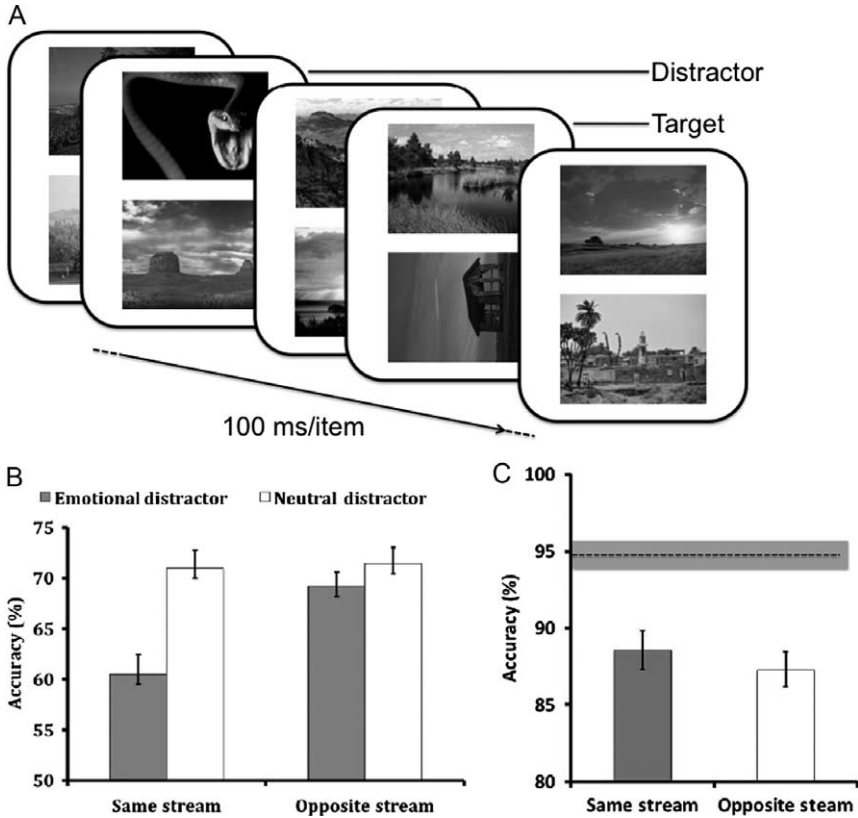 A
Distractor
Target
100 ms/item
B
Emotional distractor
Neutral distractor
Accuracy (%)
75
70
65
60
55
50
Same stream
Opposite stream
C
Accuracy (%)
100
95
90
85
80
Same stream
Opposite steam